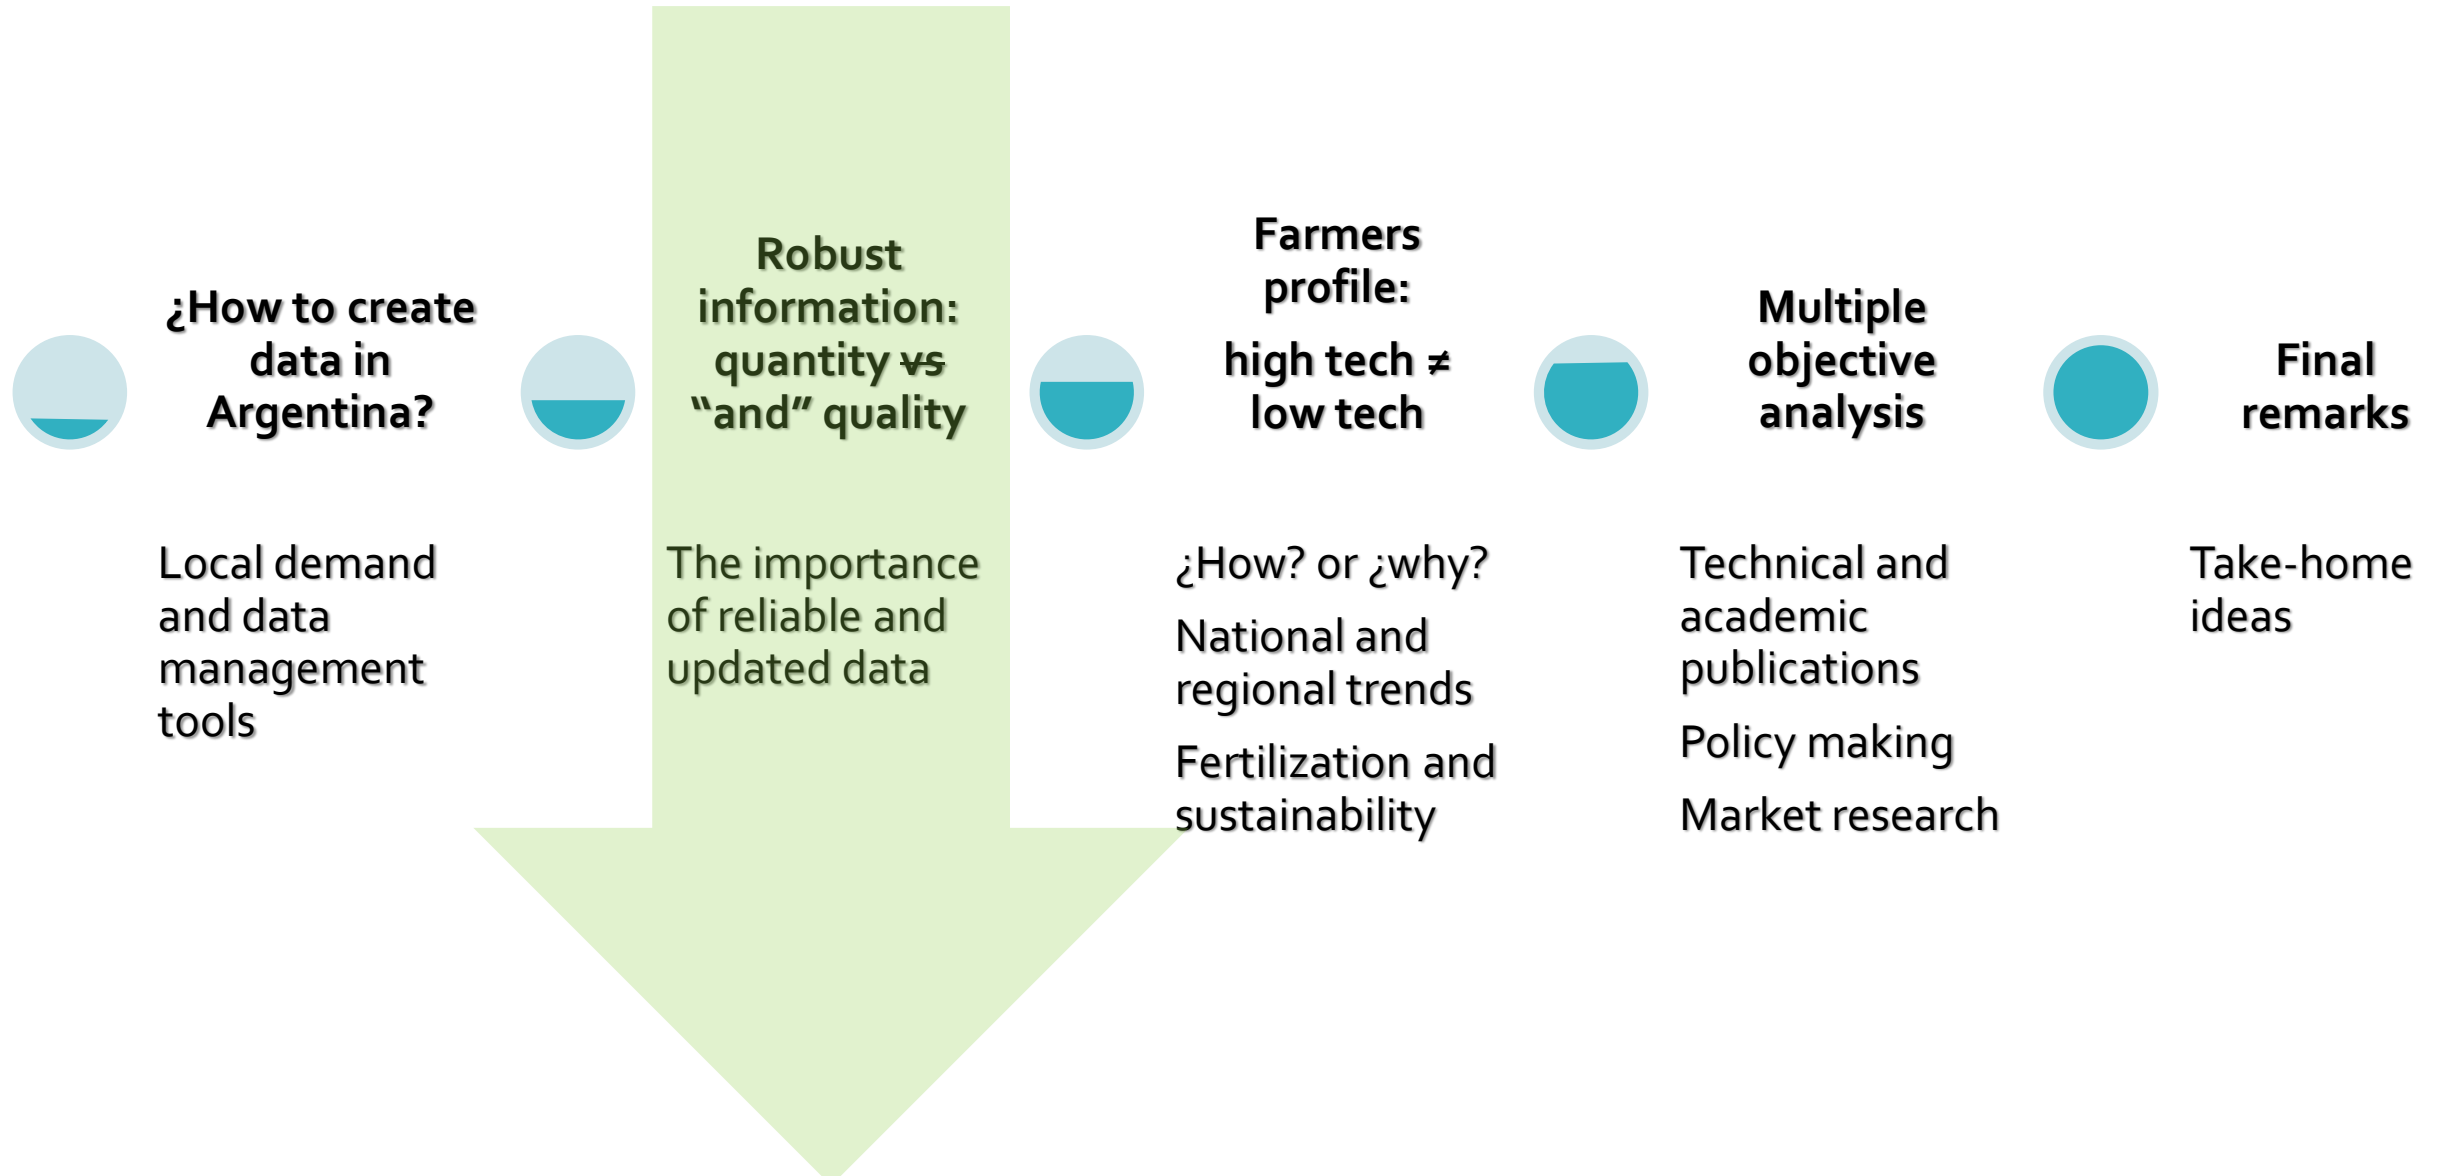 ¿How to create
data in
Argentina?
Local demand
and data
management
tools
Robust
information:
quantity vs
“and” quality
The importance
of reliable and
updated data
Farmers
profile:
high tech ≠
low tech
¿How? or ¿why?
National and
regional trends
Fertilization and
sustainability
Multiple
objective
analysis
Technical and
academic
publications
Policy making
Market research
Final
remarks
Take-home
ideas